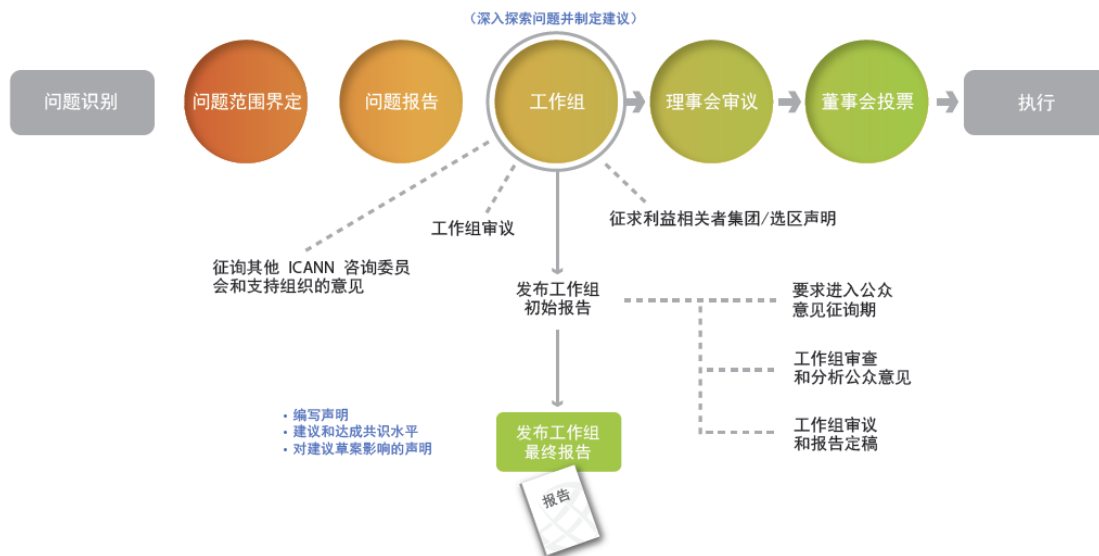 （深入探索问题并制定建议）
问题识别
问题范围界定
问题报告
工作组
理事会审议
董事会投票
执行
征求利益相关者集团/选区声明
工作组审议
征询其他 ICANN 咨询委员
会和支持组织的意见
发布工作组
初始报告
要求进入公众
意见征询期
工作组审查
和分析公众意见
工作组审议
和报告定稿
• 编写声明
• 建议和达成共识水平
• 对建议草案影响的声明
发布工作组
最终报告
报告